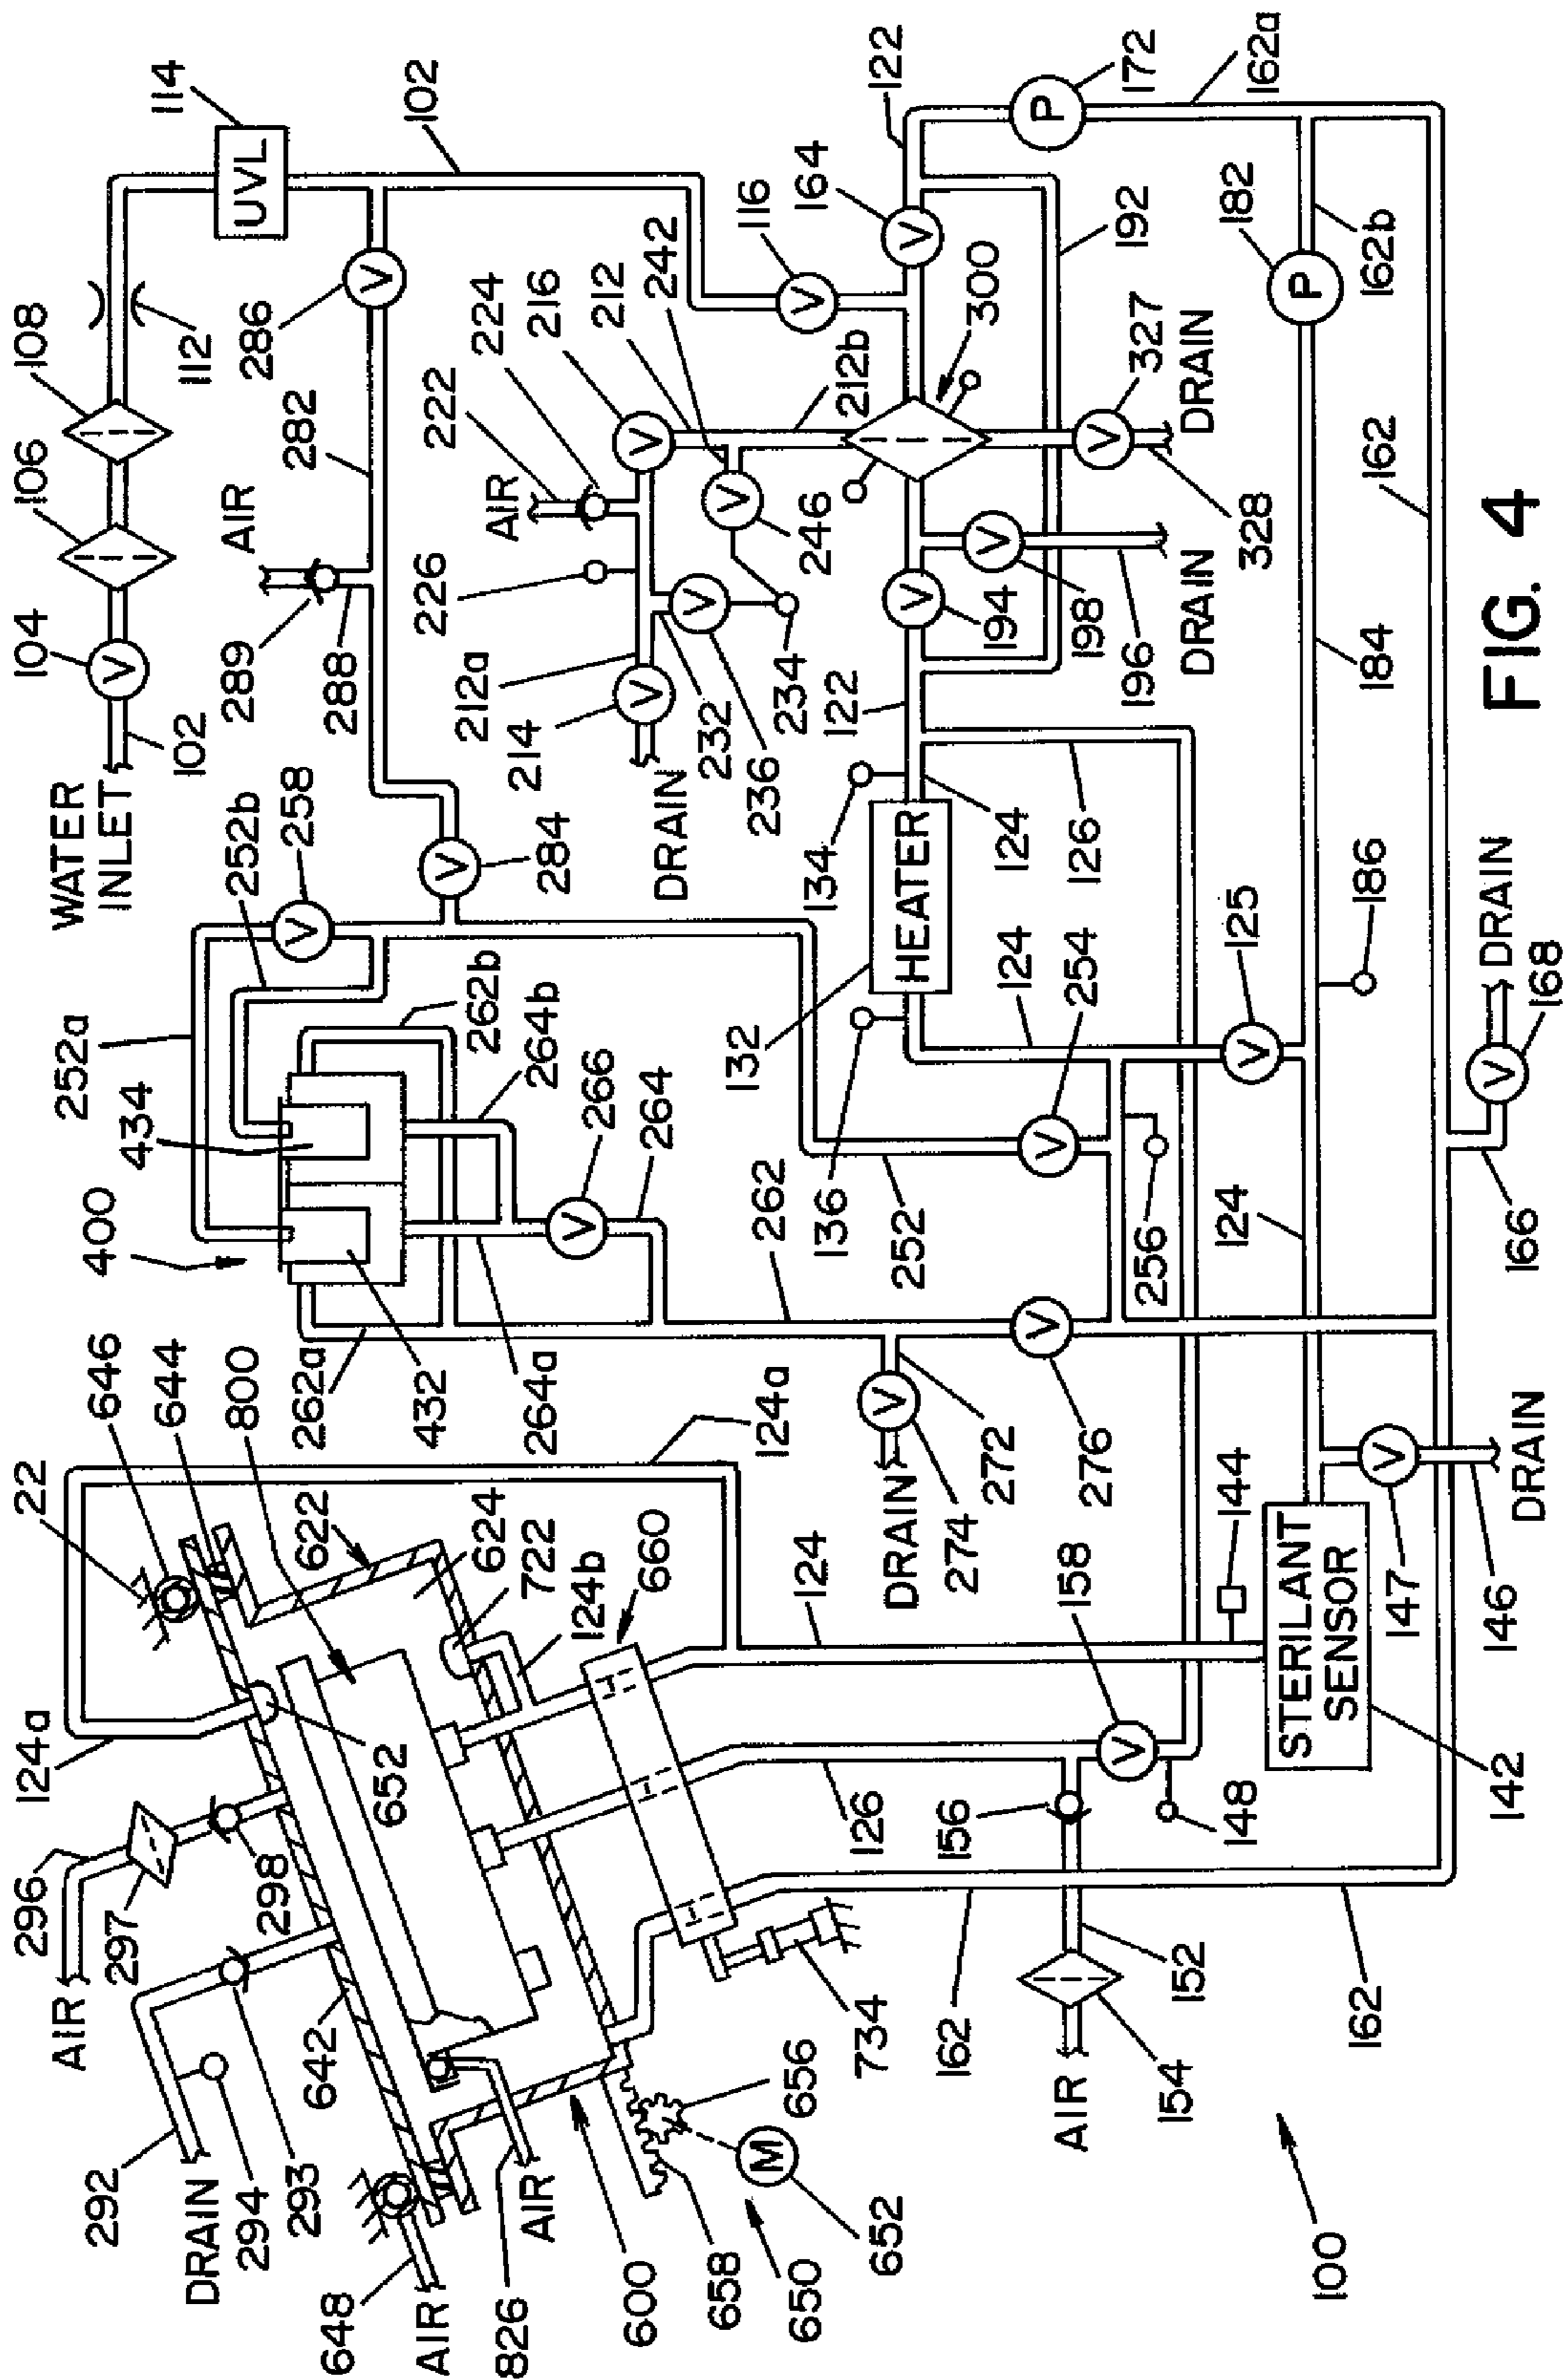 WATER
INLET
102
104
106
108
112
114
UVL
V
102
286
V
282
AIR
289
288
284
V
258
V
252b
252a
434
400
432
262a
262b
264b
266
V
264
264a
262
252
254
V
222
224
AIR
216
V
212
242
212b
226
212a
214
V
DRAIN
232
236
V
234
246
V
116
V
164
V
122
172
P
162a
300
192
327
V
DRAIN
328
194
V
198
V
196
DRAIN
122
134
HEATER
132
136
124
126
124
125
V
182
P
162b
162
184
186
DRAIN
168
V
166
124
256
276
V
272
274
V
DRAIN
124a
646
644
800
22
622
624
722
124b
660
124
144
158
V
148
156
126
STERILANT
SENSOR
142
147
V
146
DRAIN
124a
652
296
297
298
AIR
292
DRAIN
294
293
642
648
AIR
826
AIR
600
658
650
652
M
656
734
162
152
154
AIR
162
100
FIG. 4